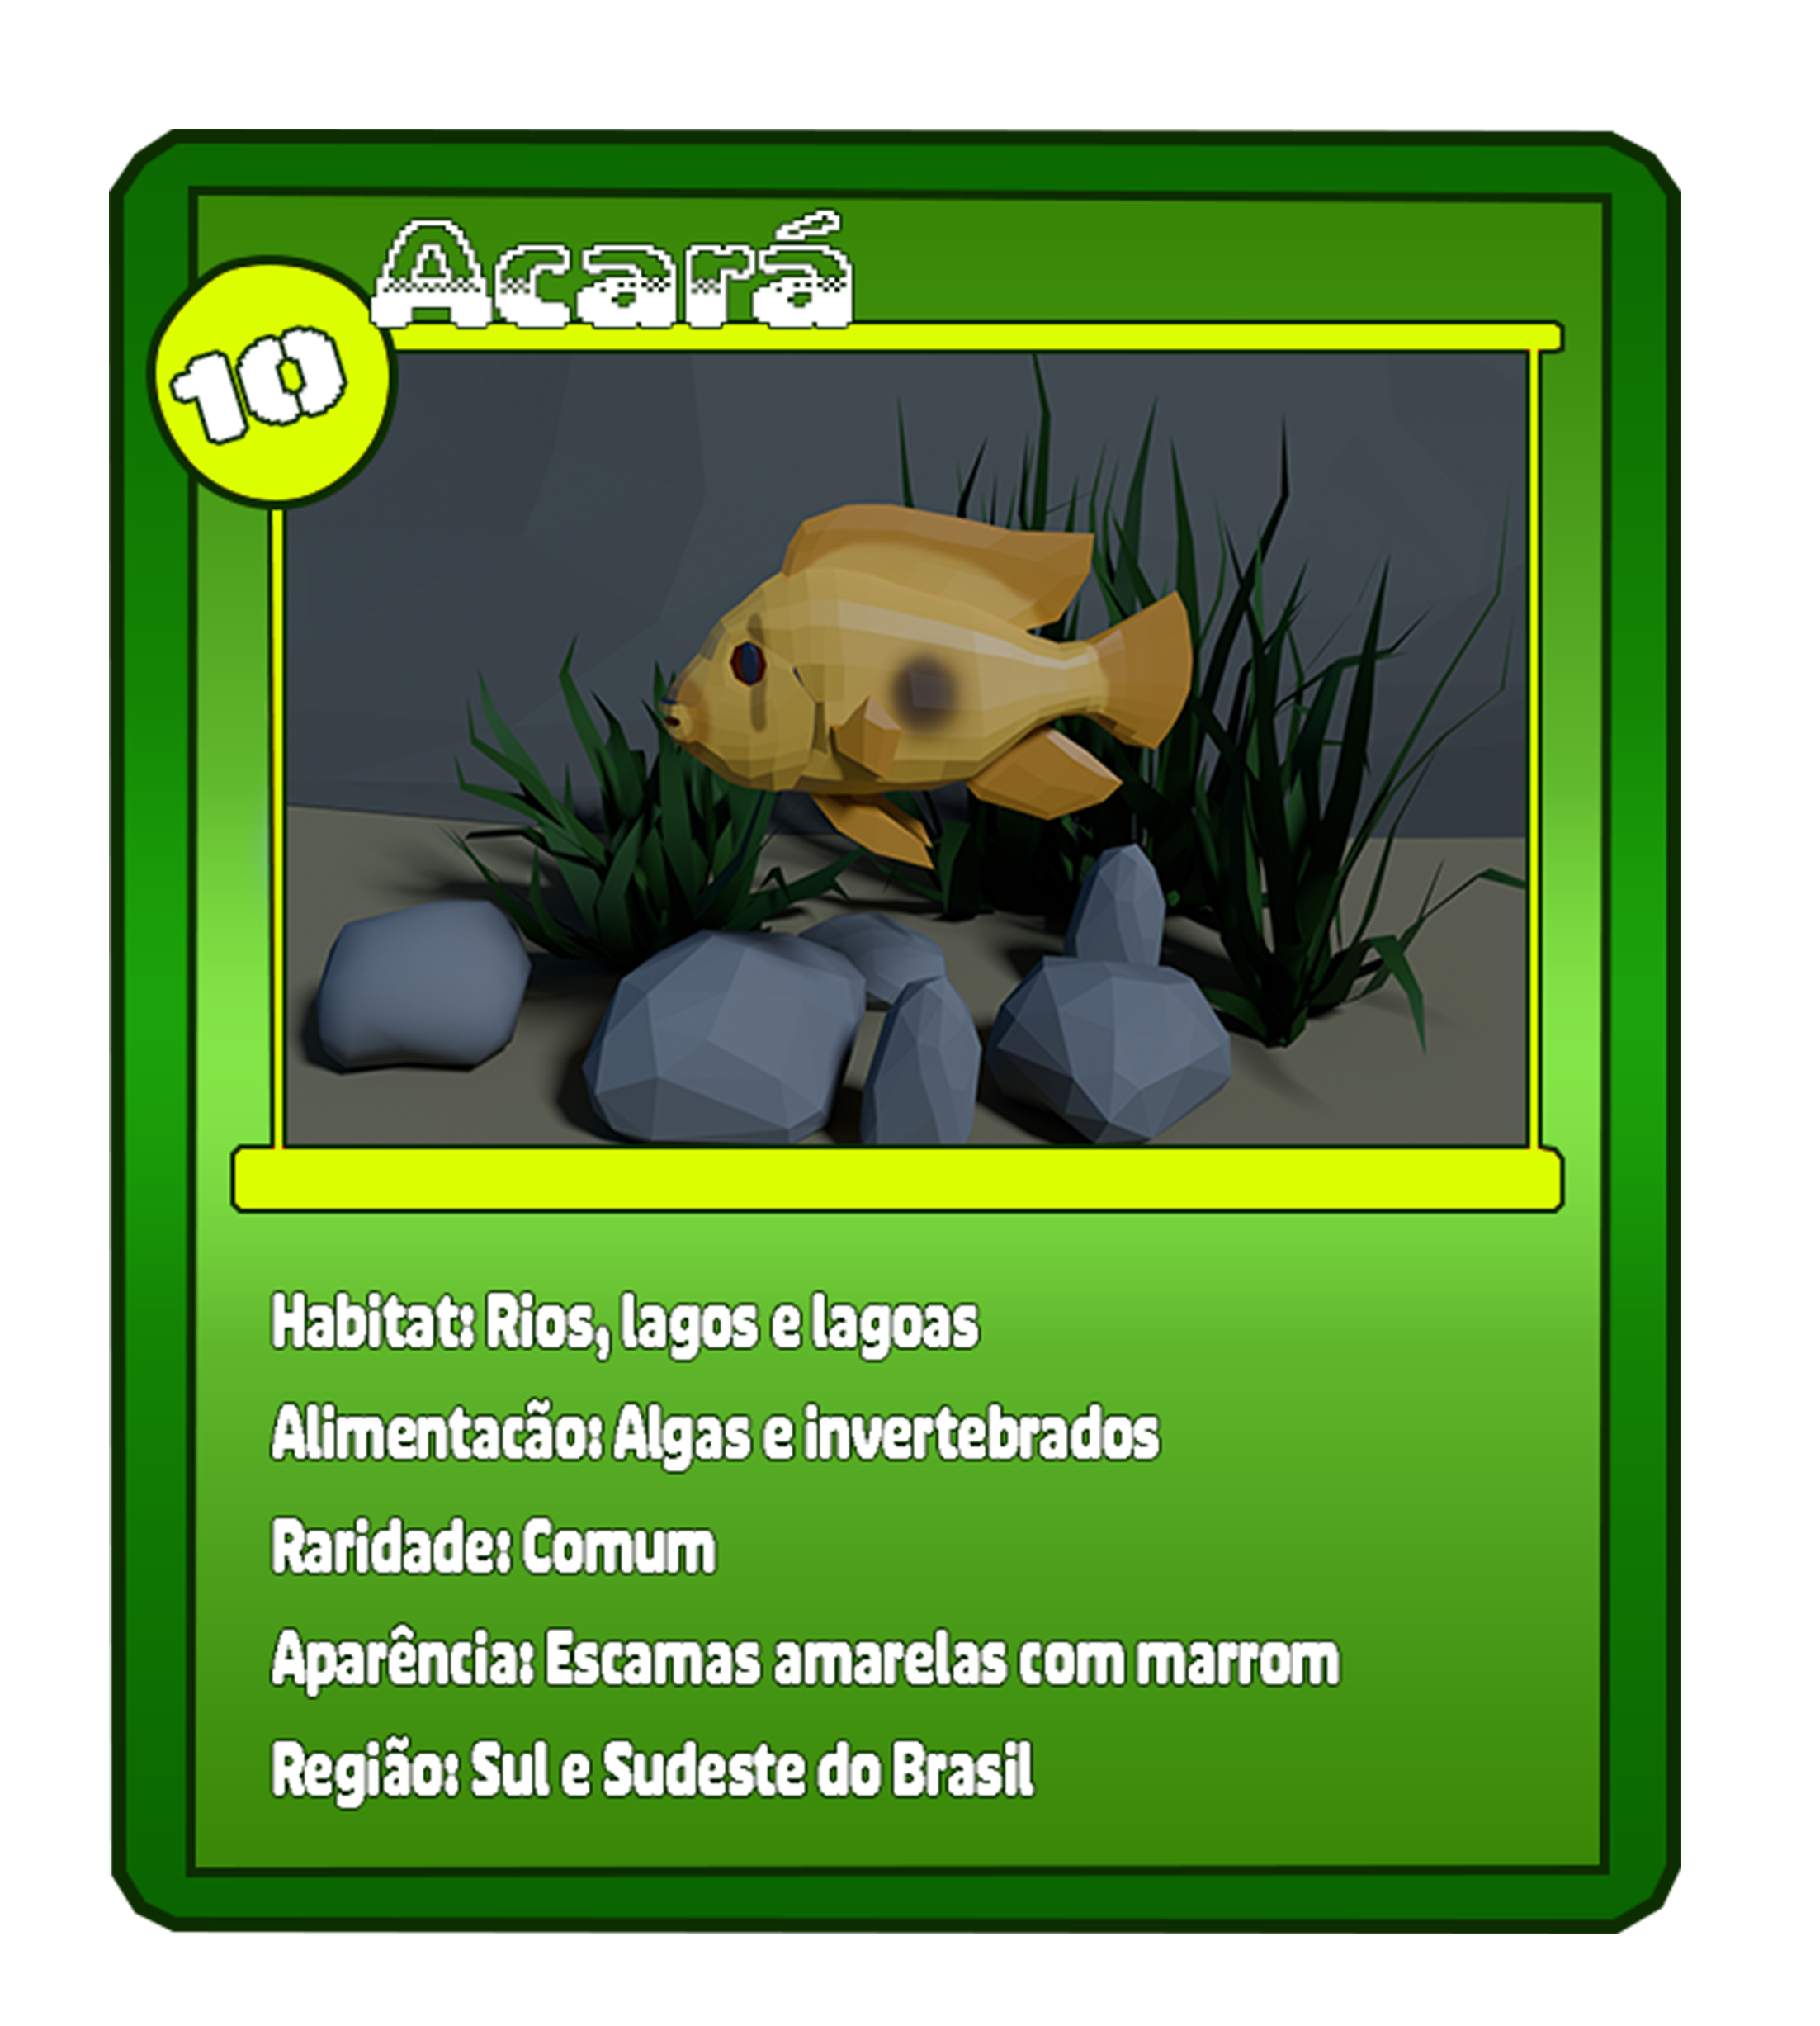 Acará
10
Habitat: Rios, lagos e lagoas
Alimentacão: Algas e invertebrados
Raridade: Comum
Aparência: Escamas amarelas com marrom
Região: Sul e Sudeste do Brasil